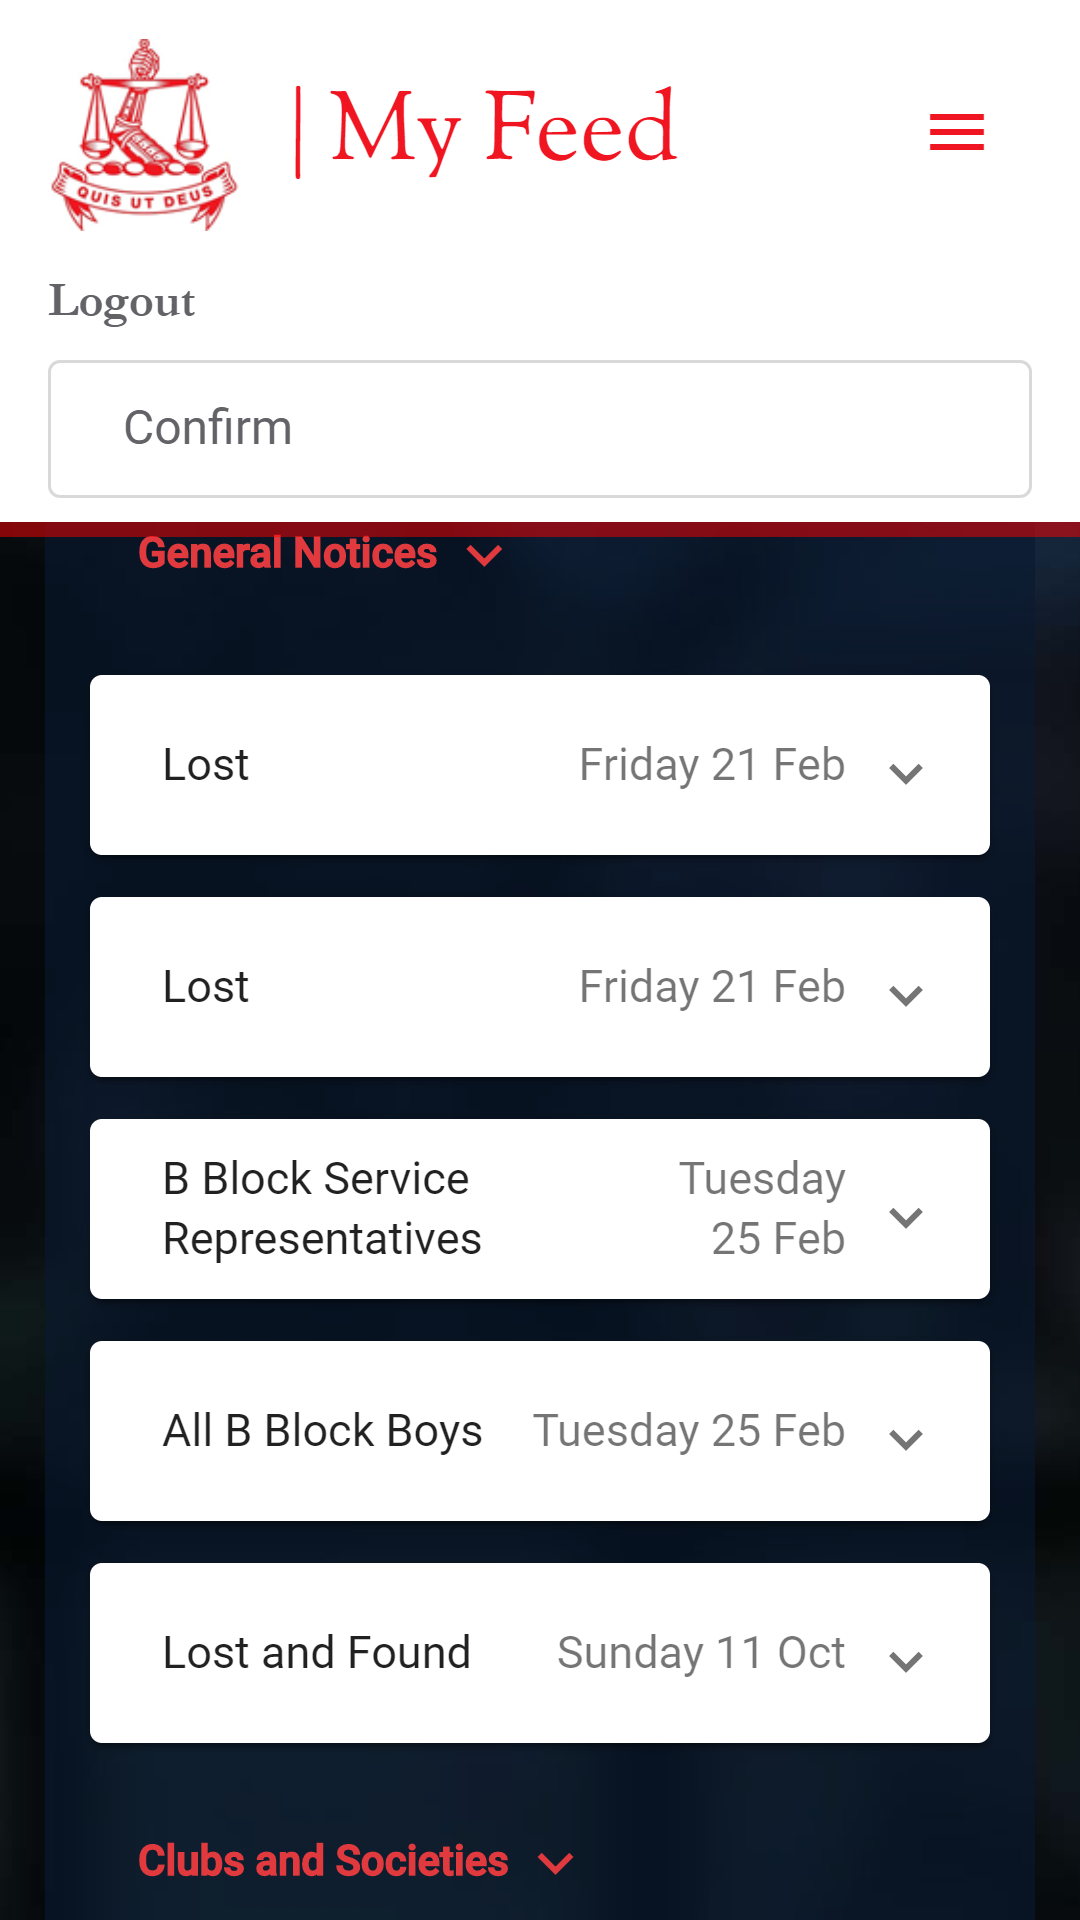 QUIS UT DEUS
| My Feed
Logout
Confirm
General Notices
Lost
Friday 21 Feb
Lost
Friday 21 Feb
B Block Service
Representatives
Tuesday
25 Feb
All B Block Boys
Tuesday 25 Feb
Lost and Found
Sunday 11 Oct
Clubs and Societies